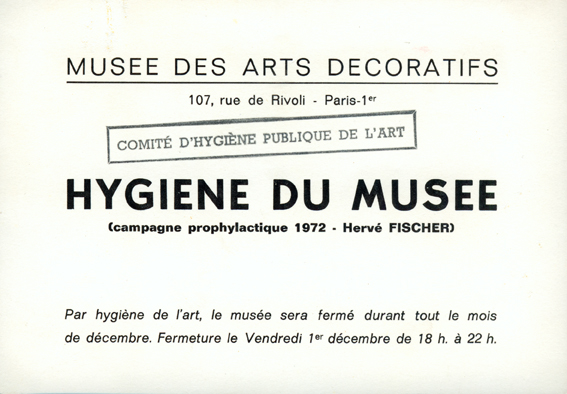 MUSEE DES ARTS DECORATIFS
107, rue de Rivoli - Paris-1er
COMITÉ D'HYGIÈNE PUBLIQUE DE L'ART
HYGIENE DU MUSEE
(campagne prophylactique 1972 - Hervé FISCHER)
Par hygiène de l'art, le musée sera fermé durant tout le mois
de décembre. Fermeture le Vendredi 1er décembre de 18 h. à 22 h.